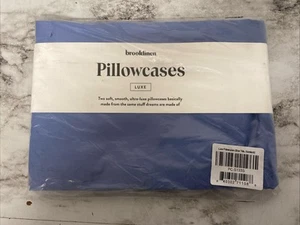 brooklinen
Pillowcases
LUXE
Two soft, smooth, ultra-luxe pillowcases basically
made from the same stuff dreams are made of